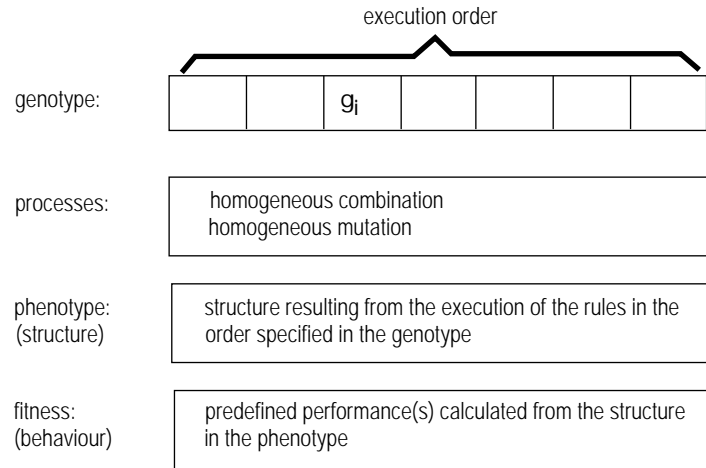 execution order
genotype:
gi
processes:
homogeneous combination
homogeneous mutation
phenotype:
(structure)
structure resulting from the execution of the rules in the
order specified in the genotype
fitness:
(behaviour)
predefined performance(s) calculated from the structure
in the phenotype